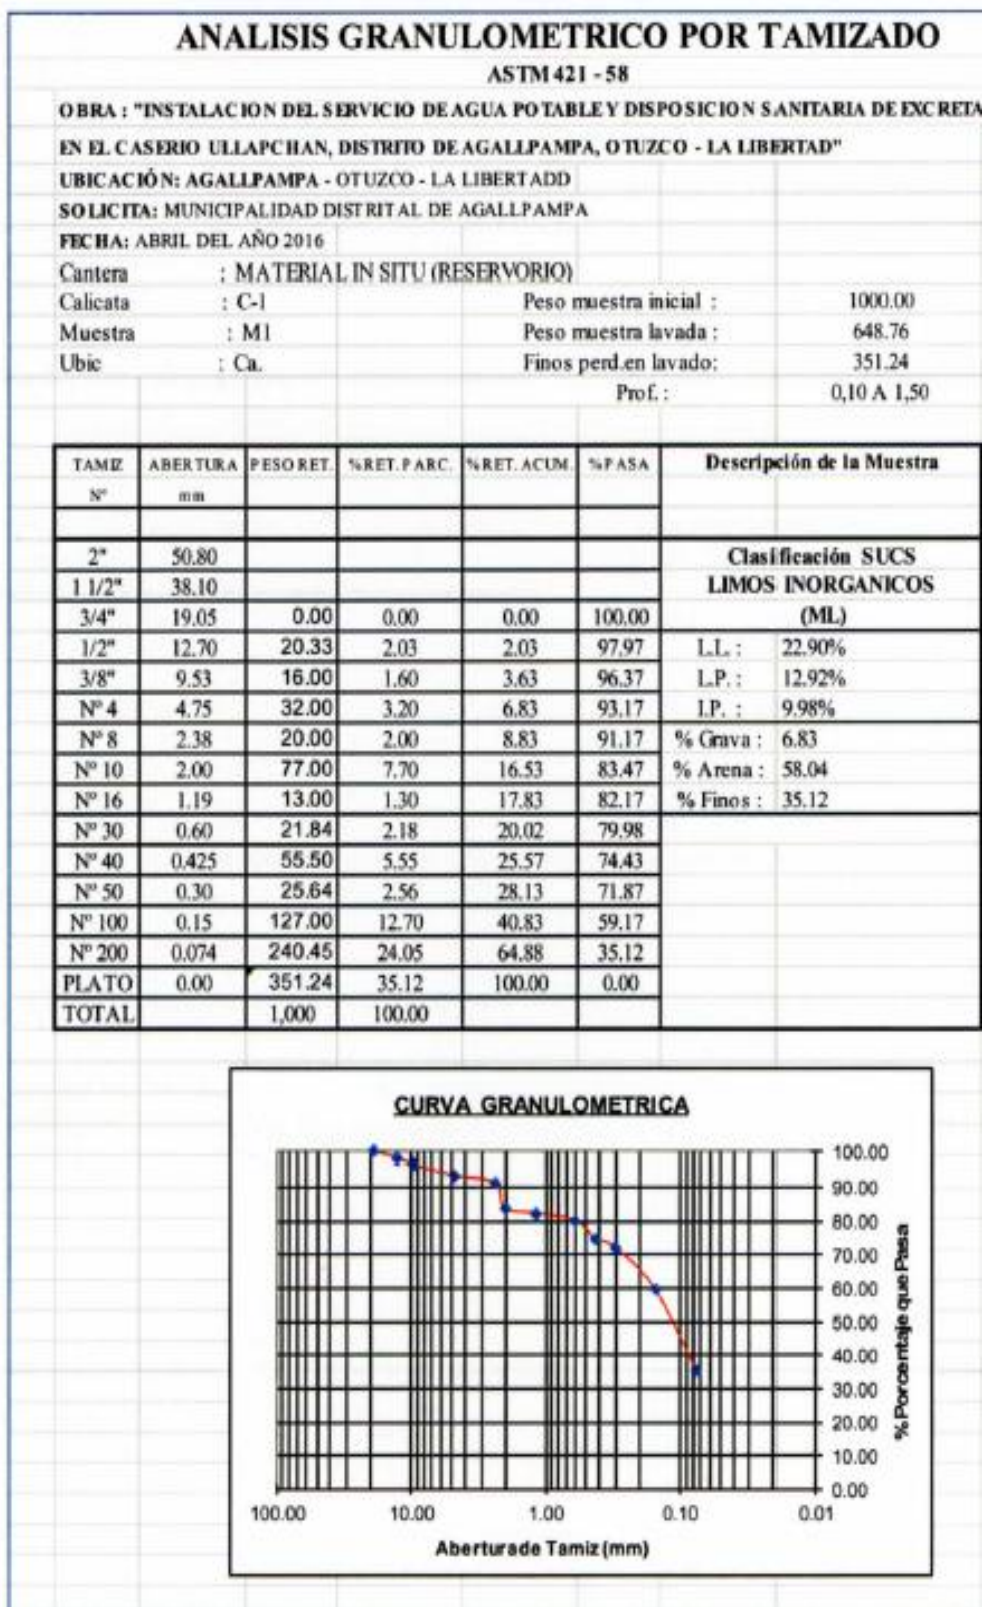 ANALISIS GRANULOMETRICO POR TAMIZADO
ASTM 421 - 58
OBRA : "INSTALACION DEL SERVICIO DE AGUA POTABLE Y DISPOSICION SANITARIA DE EXCRETA
EN EL CASERIO ULLAPCHAN, DISTRITO DE AGALLPAMPA, OTUZCO - LA LIBERTAD"
UBICACIÓN: AGALLPAMPA - OTUZCO - LA LIBERTADD
SOLICITA: MUNICIPALIDAD DISTRITAL DE AGALLPAMPA
FECHA: ABRIL DEL AÑO 2016
Cantera : MATERIAL IN SITU (RESERVORIO)
Calicata : C-1 Peso muestra inicial : 1000.00
Muestra : M1 Peso muestra lavada : 648.76
Ubic : Ca. Finos perd.en lavado: 351.24
Prof. : 0,10 A 1,50
TAMIZ ABERTURA PESO RET. %RET. PARC. %RET. ACUM. %PASA Descripción de la Muestra
Nº mm
2" 50.80 Clasificación SUCS
1 1/2" 38.10 LIMOS INORGANICOS
3/4" 19.05 0.00 0.00 0.00 100.00 (ML)
1/2" 12.70 20.33 2.03 2.03 97.97 L.L. : 22.90%
3/8" 9.53 16.00 1.60 3.63 96.37 L.P. : 12.92%
Nº 4 4.75 32.00 3.20 6.83 93.17 I.P. : 9.98%
Nº 8 2.38 20.00 2.00 8.83 91.17 % Grava : 6.83
Nº 10 2.00 77.00 7.70 16.53 83.47 % Arena : 58.04
Nº 16 1.19 13.00 1.30 17.83 82.17 % Finos : 35.12
Nº 30 0.60 21.84 2.18 20.02 79.98
Nº 40 0.425 55.50 5.55 25.57 74.43
Nº 50 0.30 25.64 2.56 28.13 71.87
Nº 100 0.15 127.00 12.70 40.83 59.17
Nº 200 0.074 240.45 24.05 64.88 35.12
PLATO 0.00 351.24 35.12 100.00 0.00
TOTAL 1,000 100.00
CURVA GRANULOMETRICA
100.00
90.00
80.00
70.00
60.00
50.00
40.00
30.00
20.00
10.00
0.00
% Porcentaje que Pasa
100.00 10.00 1.00 0.10 0.01
Abertura de Tamiz (mm)